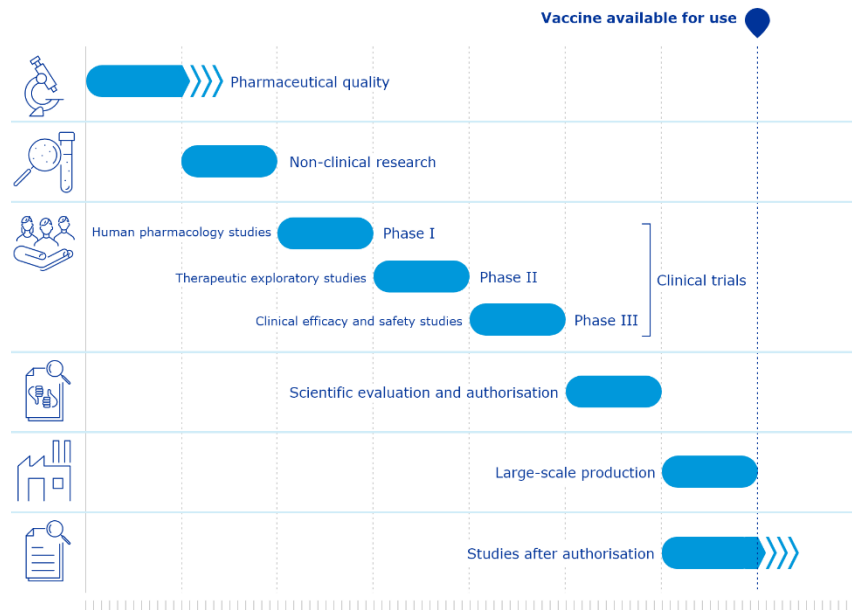 Vaccine available for use
Pharmaceutical quality
Non-clinical research
Human pharmacology studies
Phase I
Therapeutic exploratory studies
Phase II
Clinical efficacy and safety studies
Phase III
Clinical trials
Scientific evaluation and authorisation
Large-scale production
Studies after authorisation